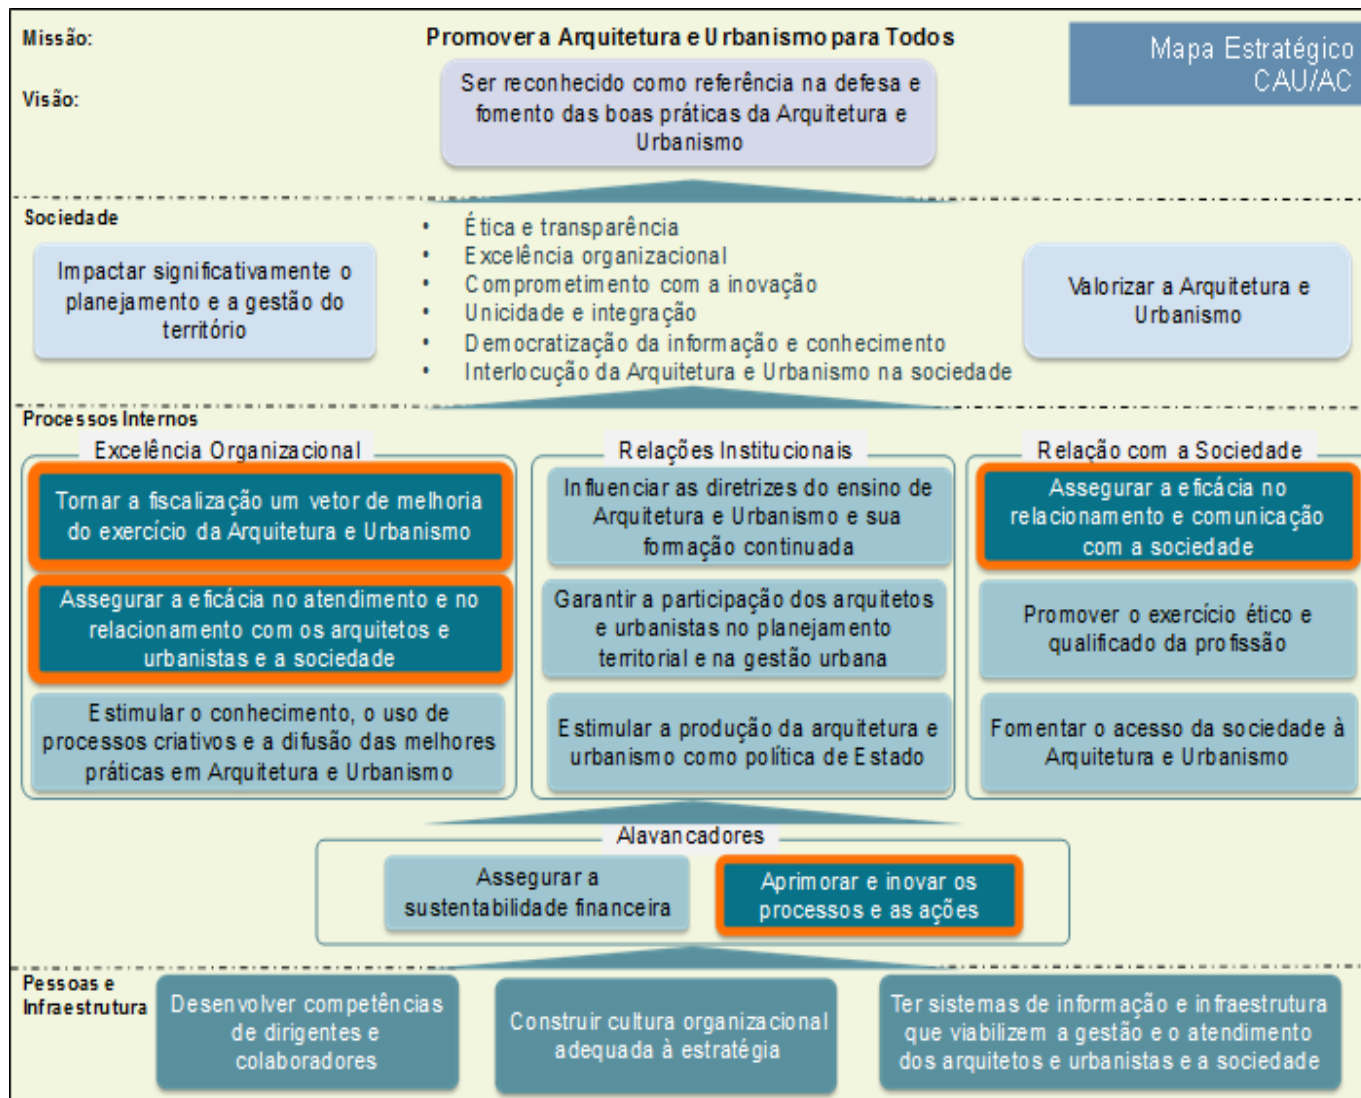 Missão:
Promover a Arquitetura e Urbanismo para Todos
Mapa Estratégico
CAU/AC
Visão:
Ser reconhecido como referência na defesa e
fomento das boas práticas da Arquitetura e
Urbanismo
Sociedade
Impactar significativamente o
planejamento e a gestão do
território
• Ética e transparência
• Excelência organizacional
• Comprometimento com a inovação
• Unicidade e integração
• Democratização da informação e conhecimento
• Interlocução da Arquitetura e Urbanismo na sociedade
Valorizar a Arquitetura e
Urbanismo
Processos Internos
Excelência Organizacional
Tornar a fiscalização um vetor de melhoria
do exercício da Arquitetura e Urbanismo
Assegurar a eficácia no atendimento e no
relacionamento com os arquitetos e
urbanistas e a sociedade
Estimular o conhecimento, o uso de
processos criativos e a difusão das melhores
práticas em Arquitetura e Urbanismo
Relações Institucionais
Influenciar as diretrizes do ensino de
Arquitetura e Urbanismo e sua
formação continuada
Garantir a participação dos arquitetos
e urbanistas no planejamento
territorial e na gestão urbana
Estimular a produção da arquitetura e
urbanismo como política de Estado
Relação com a Sociedade
Assegurar a eficácia no
relacionamento e comunicação
com a sociedade
Promover o exercício ético e
qualificado da profissão
Fomentar o acesso da sociedade à
Arquitetura e Urbanismo
Alavancadores
Assegurar a
sustentabilidade financeira
Aprimorar e inovar os
processos e as ações
Pessoas e
Infraestrutura
Desenvolver competências
de dirigentes e
colaboradores
Construir cultura organizacional
adequada à estratégia
Ter sistemas de informação e infraestrutura
que viabilizem a gestão e o atendimento
dos arquitetos e urbanistas e a sociedade